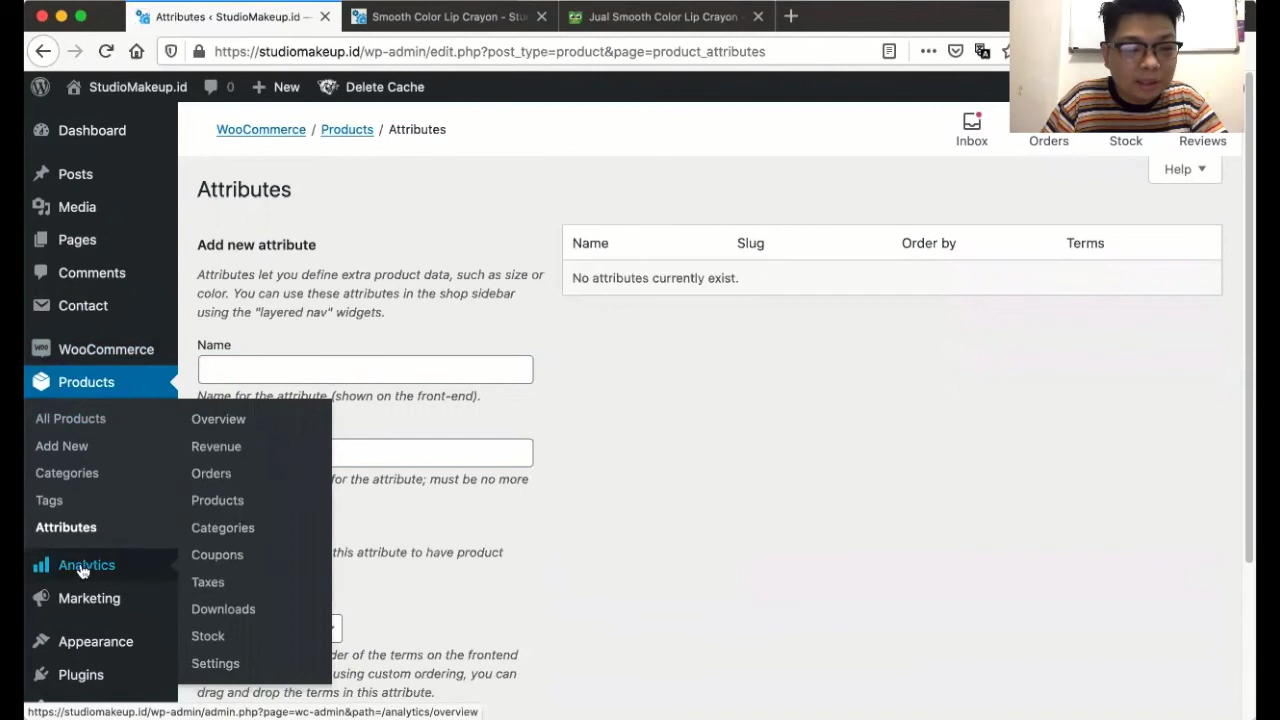 Attributes ‹ StudioMakeup.id —
Smooth Color Lip Crayon - Stu
Jual Smooth Color Lip Crayon -
https://studiomakeup.id/wp-admin/edit.php?post_type=product&page=product_attributes
StudioMakeup.id
0
New
Delete Cache
Dashboard
Posts
Media
Pages
Comments
Contact
WooCommerce
Products
All Products
Add New
Categories
Tags
Attributes
Analytics
Marketing
Appearance
Plugins
Overview
Revenue
Orders
Products
Categories
Coupons
Taxes
Downloads
Stock
Settings
WooCommerce / Products / Attributes
Inbox
Orders
Stock
Reviews
Help
Attributes
Add new attribute
Attributes let you define extra product data, such as size or
color. You can use these attributes in the shop sidebar
using the "layered nav" widgets.
Name
Name for the attribute (shown on the front-end).
for the attribute; must be no more
this attribute to have product
der of the terms on the frontend
using custom ordering, you can
drag and drop the terms in this attribute.
Name Slug Order by Terms
No attributes currently exist.
https://studiomakeup.id/wp-admin/admin.php?page=wc-admin&path=/analytics/overview